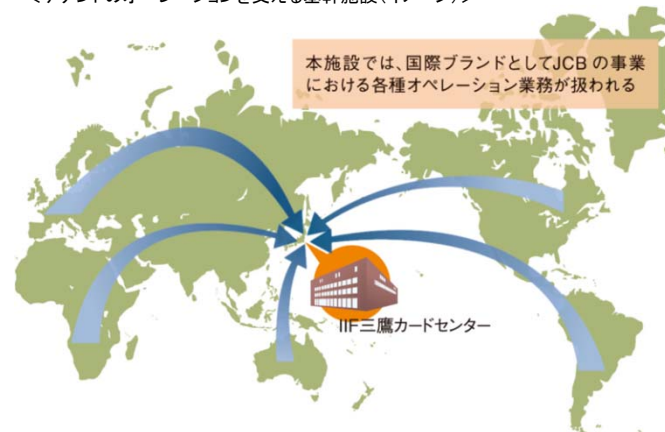 本施設では、国際ブランドとしてJCB の事業
における各種オペレーション業務が扱われる
IIF三鷹カードセンター